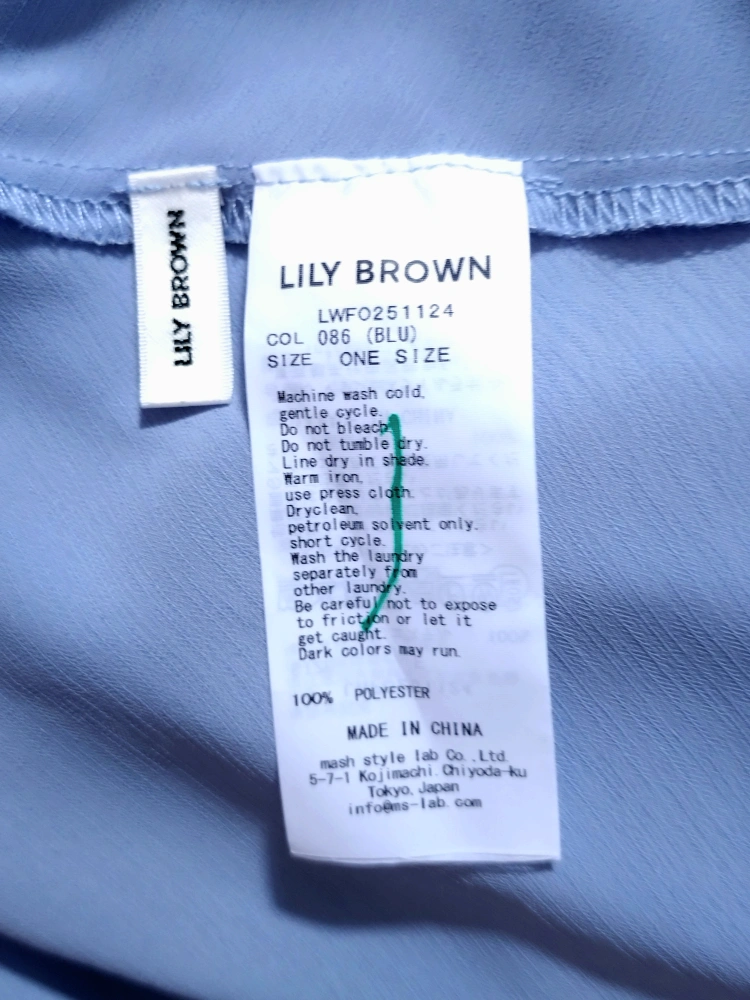 LILY BROWN
LILY BROWN
LWFO251124
COL 086 (BLU)
SIZE ONE SIZE
Machine wash cold,
gentle cycle.
Do not bleach.
Do not tumble dry.
Line dry in shade.
Warm iron,
use press cloth.
Dryclean,
petroleum solvent only.
short cycle.
Wash the laundry
separately from
other laundry.
Be careful not to expose
to friction or let it
get caught.
Dark colors may run.
100% POLYESTER
MADE IN CHINA
mash style lab Co.,Ltd.
5-7-1 Kojimachi.Chiyoda-ku
Tokyo, Japan
info@ms-lab.com